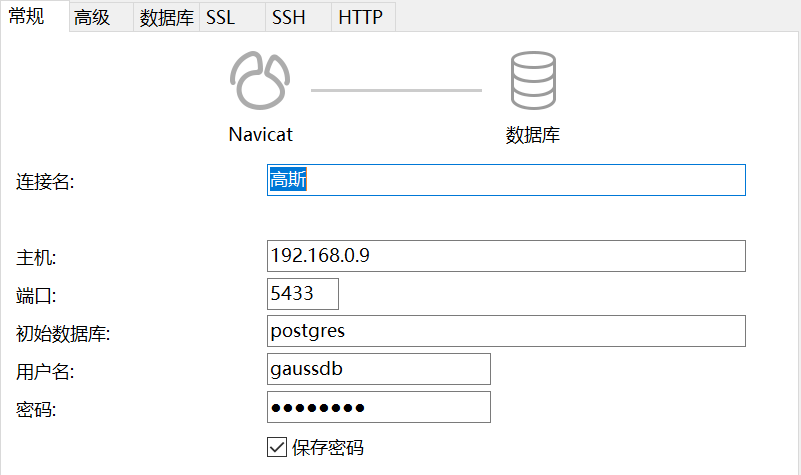 常规 高级 数据库 SSL SSH HTTP
Navicat 数据库
连接名: 高斯
主机: 192.168.0.9
端口: 5433
初始数据库: postgres
用户名: gaussdb
密码: ●●●●●●●●
保存密码